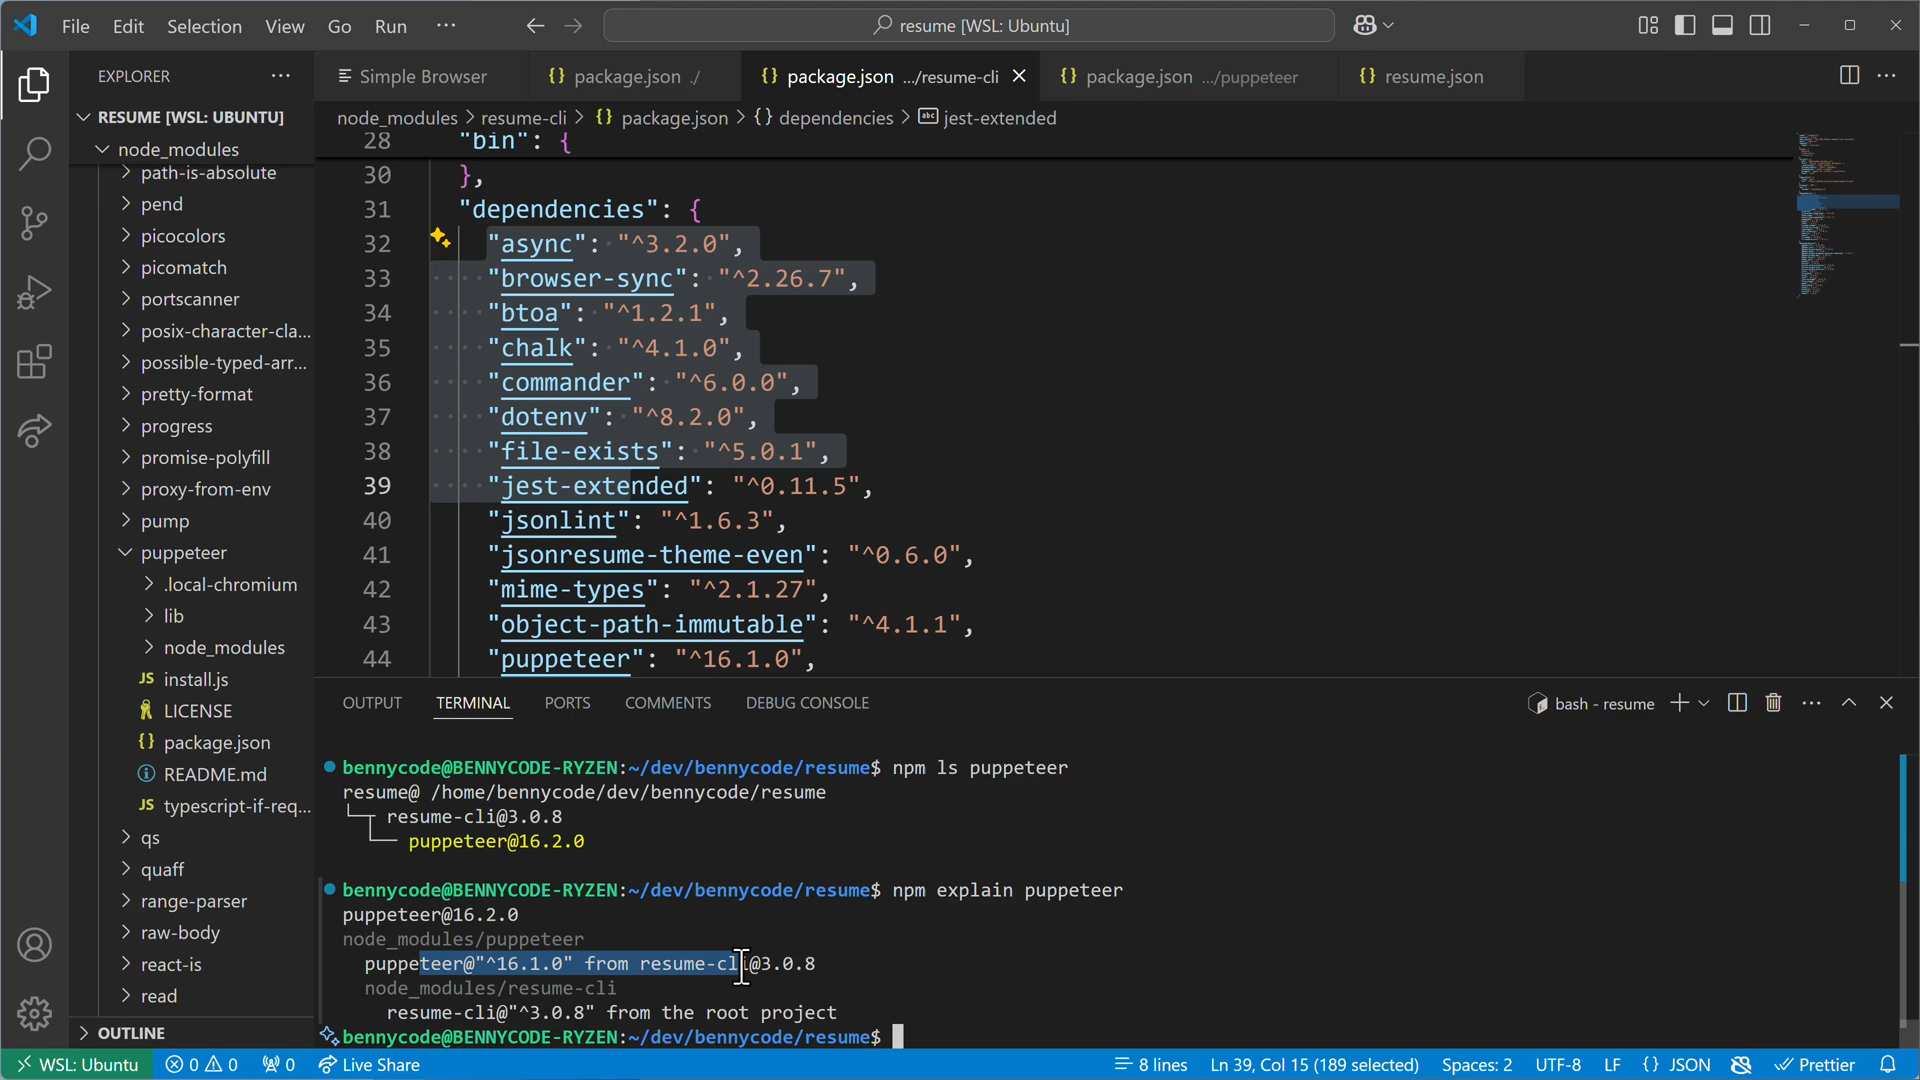 File Edit Selection View Go Run ···
resume [WSL: Ubuntu]
EXPLORER
RESUME [WSL: UBUNTU]
node_modules
path-is-absolute
pend
picocolors
picomatch
portscanner
posix-character-cla...
possible-typed-arr...
pretty-format
progress
promise-polyfill
proxy-from-env
pump
puppeteer
.local-chromium
lib
node_modules
JS install.js
LICENSE
{} package.json
README.md
JS typescript-if-req...
qs
quaff
range-parser
raw-body
react-is
read
OUTLINE
Simple Browser
{} package.json ./
{} package.json .../resume-cli
{} package.json .../puppeteer
{} resume.json
node_modules > resume-cli > {} package.json > {} dependencies > abc jest-extended
28 "bin": {
30 },
31 "dependencies": {
32 "async": "^3.2.0",
33 "browser-sync": "^2.26.7",
34 "btoa": "^1.2.1",
35 "chalk": "^4.1.0",
36 "commander": "^6.0.0",
37 "dotenv": "^8.2.0",
38 "file-exists": "^5.0.1",
39 "jest-extended": "^0.11.5",
40 "jsonlint": "^1.6.3",
41 "jsonresume-theme-even": "^0.6.0",
42 "mime-types": "^2.1.27",
43 "object-path-immutable": "^4.1.1",
44 "puppeteer": "^16.1.0",
OUTPUT TERMINAL PORTS COMMENTS DEBUG CONSOLE
bash - resume
bennycode@BENNYCODE-RYZEN:~/dev/bennycode/resume$ npm ls puppeteer
resume@ /home/bennycode/dev/bennycode/resume
└─┬ resume-cli@3.0.8
└── puppeteer@16.2.0
bennycode@BENNYCODE-RYZEN:~/dev/bennycode/resume$ npm explain puppeteer
puppeteer@16.2.0
node_modules/puppeteer
puppeteer@"^16.1.0" from resume-cli@3.0.8
node_modules/resume-cli
resume-cli@"^3.0.8" from the root project
bennycode@BENNYCODE-RYZEN:~/dev/bennycode/resume$
WSL: Ubuntu 0 0 0 Live Share
8 lines Ln 39, Col 15 (189 selected) Spaces: 2 UTF-8 LF {} JSON Prettier